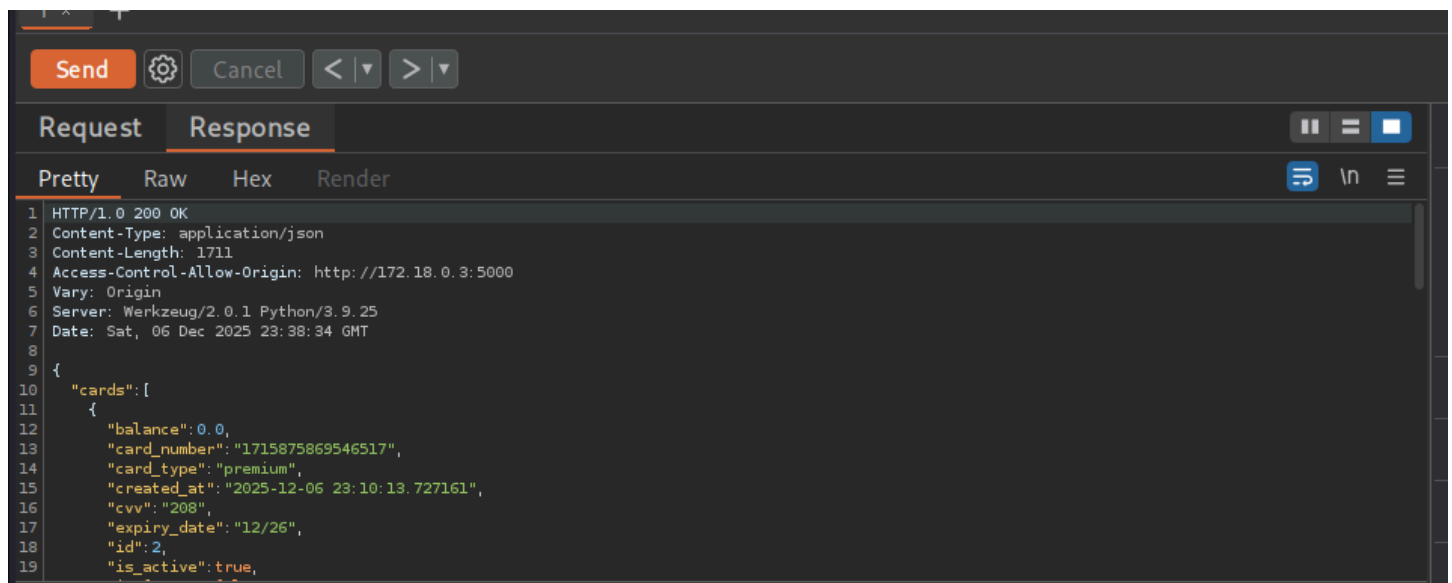 Send Cancel < >
Request Response
Pretty Raw Hex Render \n
1 HTTP/1.0 200 OK
2 Content-Type: application/json
3 Content-Length: 1711
4 Access-Control-Allow-Origin: http://172.18.0.3:5000
5 Vary: Origin
6 Server: Werkzeug/2.0.1 Python/3.9.25
7 Date: Sat, 06 Dec 2025 23:38:34 GMT
8
9 {
10 "cards":[
11 {
12 "balance":0.0,
13 "card_number":"1715875869546517",
14 "card_type":"premium",
15 "created_at":"2025-12-06 23:10:13.727161",
16 "cvv":"208",
17 "expiry_date":"12/26",
18 "id":2,
19 "is_active":true,